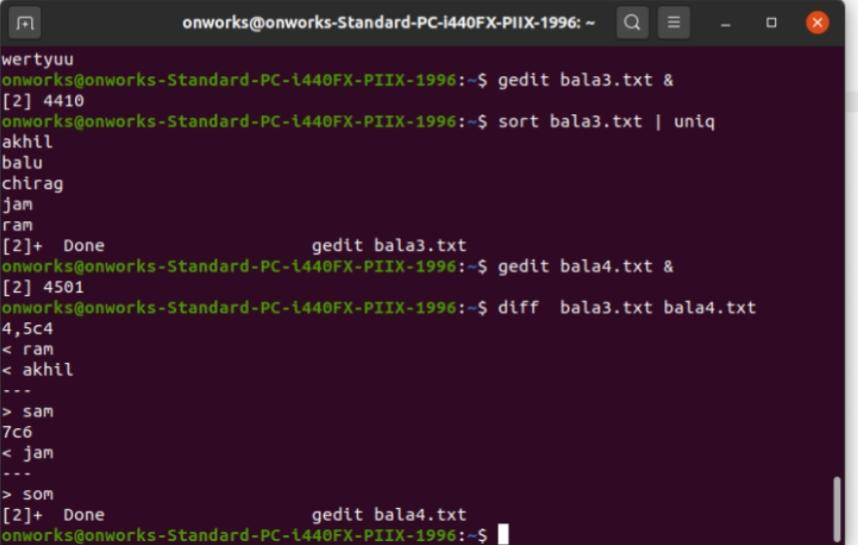 onworks@onworks-Standard-PC-i440FX-PIIX-1996: ~
wertyuu
onworks@onworks-Standard-PC-i440FX-PIIX-1996:~$ gedit bala3.txt &
[2] 4410
onworks@onworks-Standard-PC-i440FX-PIIX-1996:~$ sort bala3.txt | uniq
akhil
balu
chirag
jam
ram
[2]+  Done                    gedit bala3.txt
onworks@onworks-Standard-PC-i440FX-PIIX-1996:~$ gedit bala4.txt &
[2] 4501
onworks@onworks-Standard-PC-i440FX-PIIX-1996:~$ diff  bala3.txt bala4.txt
4,5c4
< ram
< akhil
---
> sam
7c6
< jam
---
> som
[2]+  Done                    gedit bala4.txt
onworks@onworks-Standard-PC-i440FX-PIIX-1996:~$